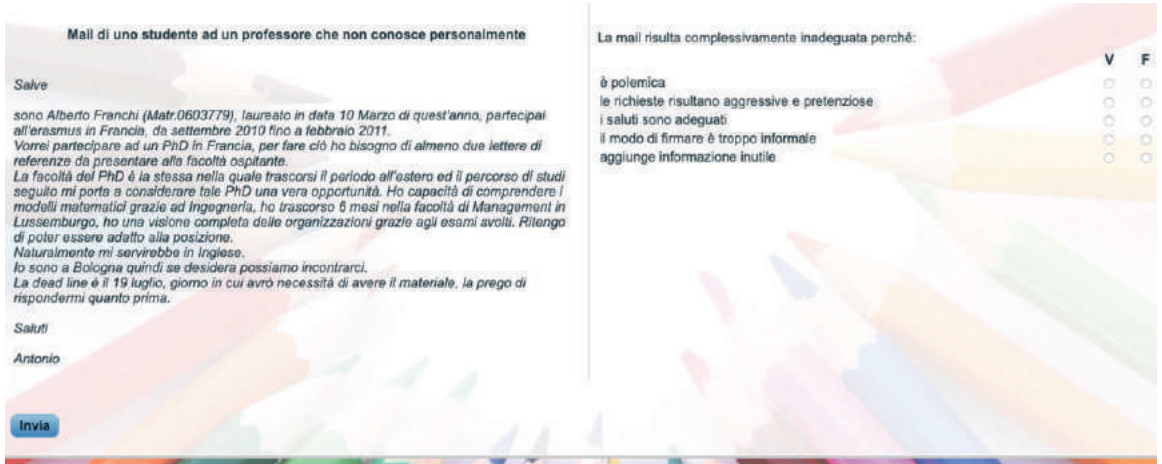 Mail di uno studente ad un professore che non conosce personalmente
Salve
sono Alberto Franchi (Matr.0603779), laureato in data 10 Marzo di quest'anno, partecipai
all'erasmus in Francia, da settembre 2010 fino a febbraio 2011.
Vorrei partecipare ad un PhD in Francia, per fare ciò ho bisogno di almeno due lettere di
referenze da presentare alla facoltà ospitante.
La facoltà del PhD è la stessa nella quale trascorsi il periodo all'estero ed il percorso di studi
seguito mi porta a considerare tale PhD una vera opportunità. Ho capacità di comprendere i
modelli matematici grazie ad Ingegneria, ho trascorso 6 mesi nella facoltà di Management in
Lussemburgo, ho una visione completa delle organizzazioni grazie agli esami svolti. Ritengo
di poter essere adatto alla posizione.
Naturalmente mi servirebbe in Inglese.
Io sono a Bologna quindi se desidera possiamo incontrarci.
La dead line è il 19 luglio, giorno in cui avrò necessità di avere il materiale, la prego di
rispondermi quanto prima.
Saluti
Antonio
Invia
La mail risulta complessivamente inadeguata perché:
V F
è polemica
le richieste risultano aggressive e pretenziose
i saluti sono adeguati
il modo di firmare è troppo informale
aggiunge informazione inutile